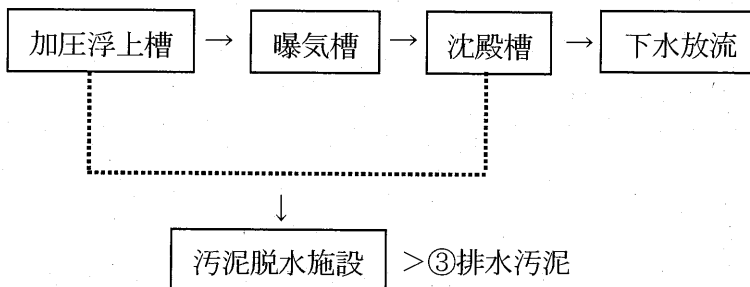 加圧浮上槽 → 曝気槽 → 沈殿槽 → 下水放流
↓
汚泥脱水施設 >③排水汚泥